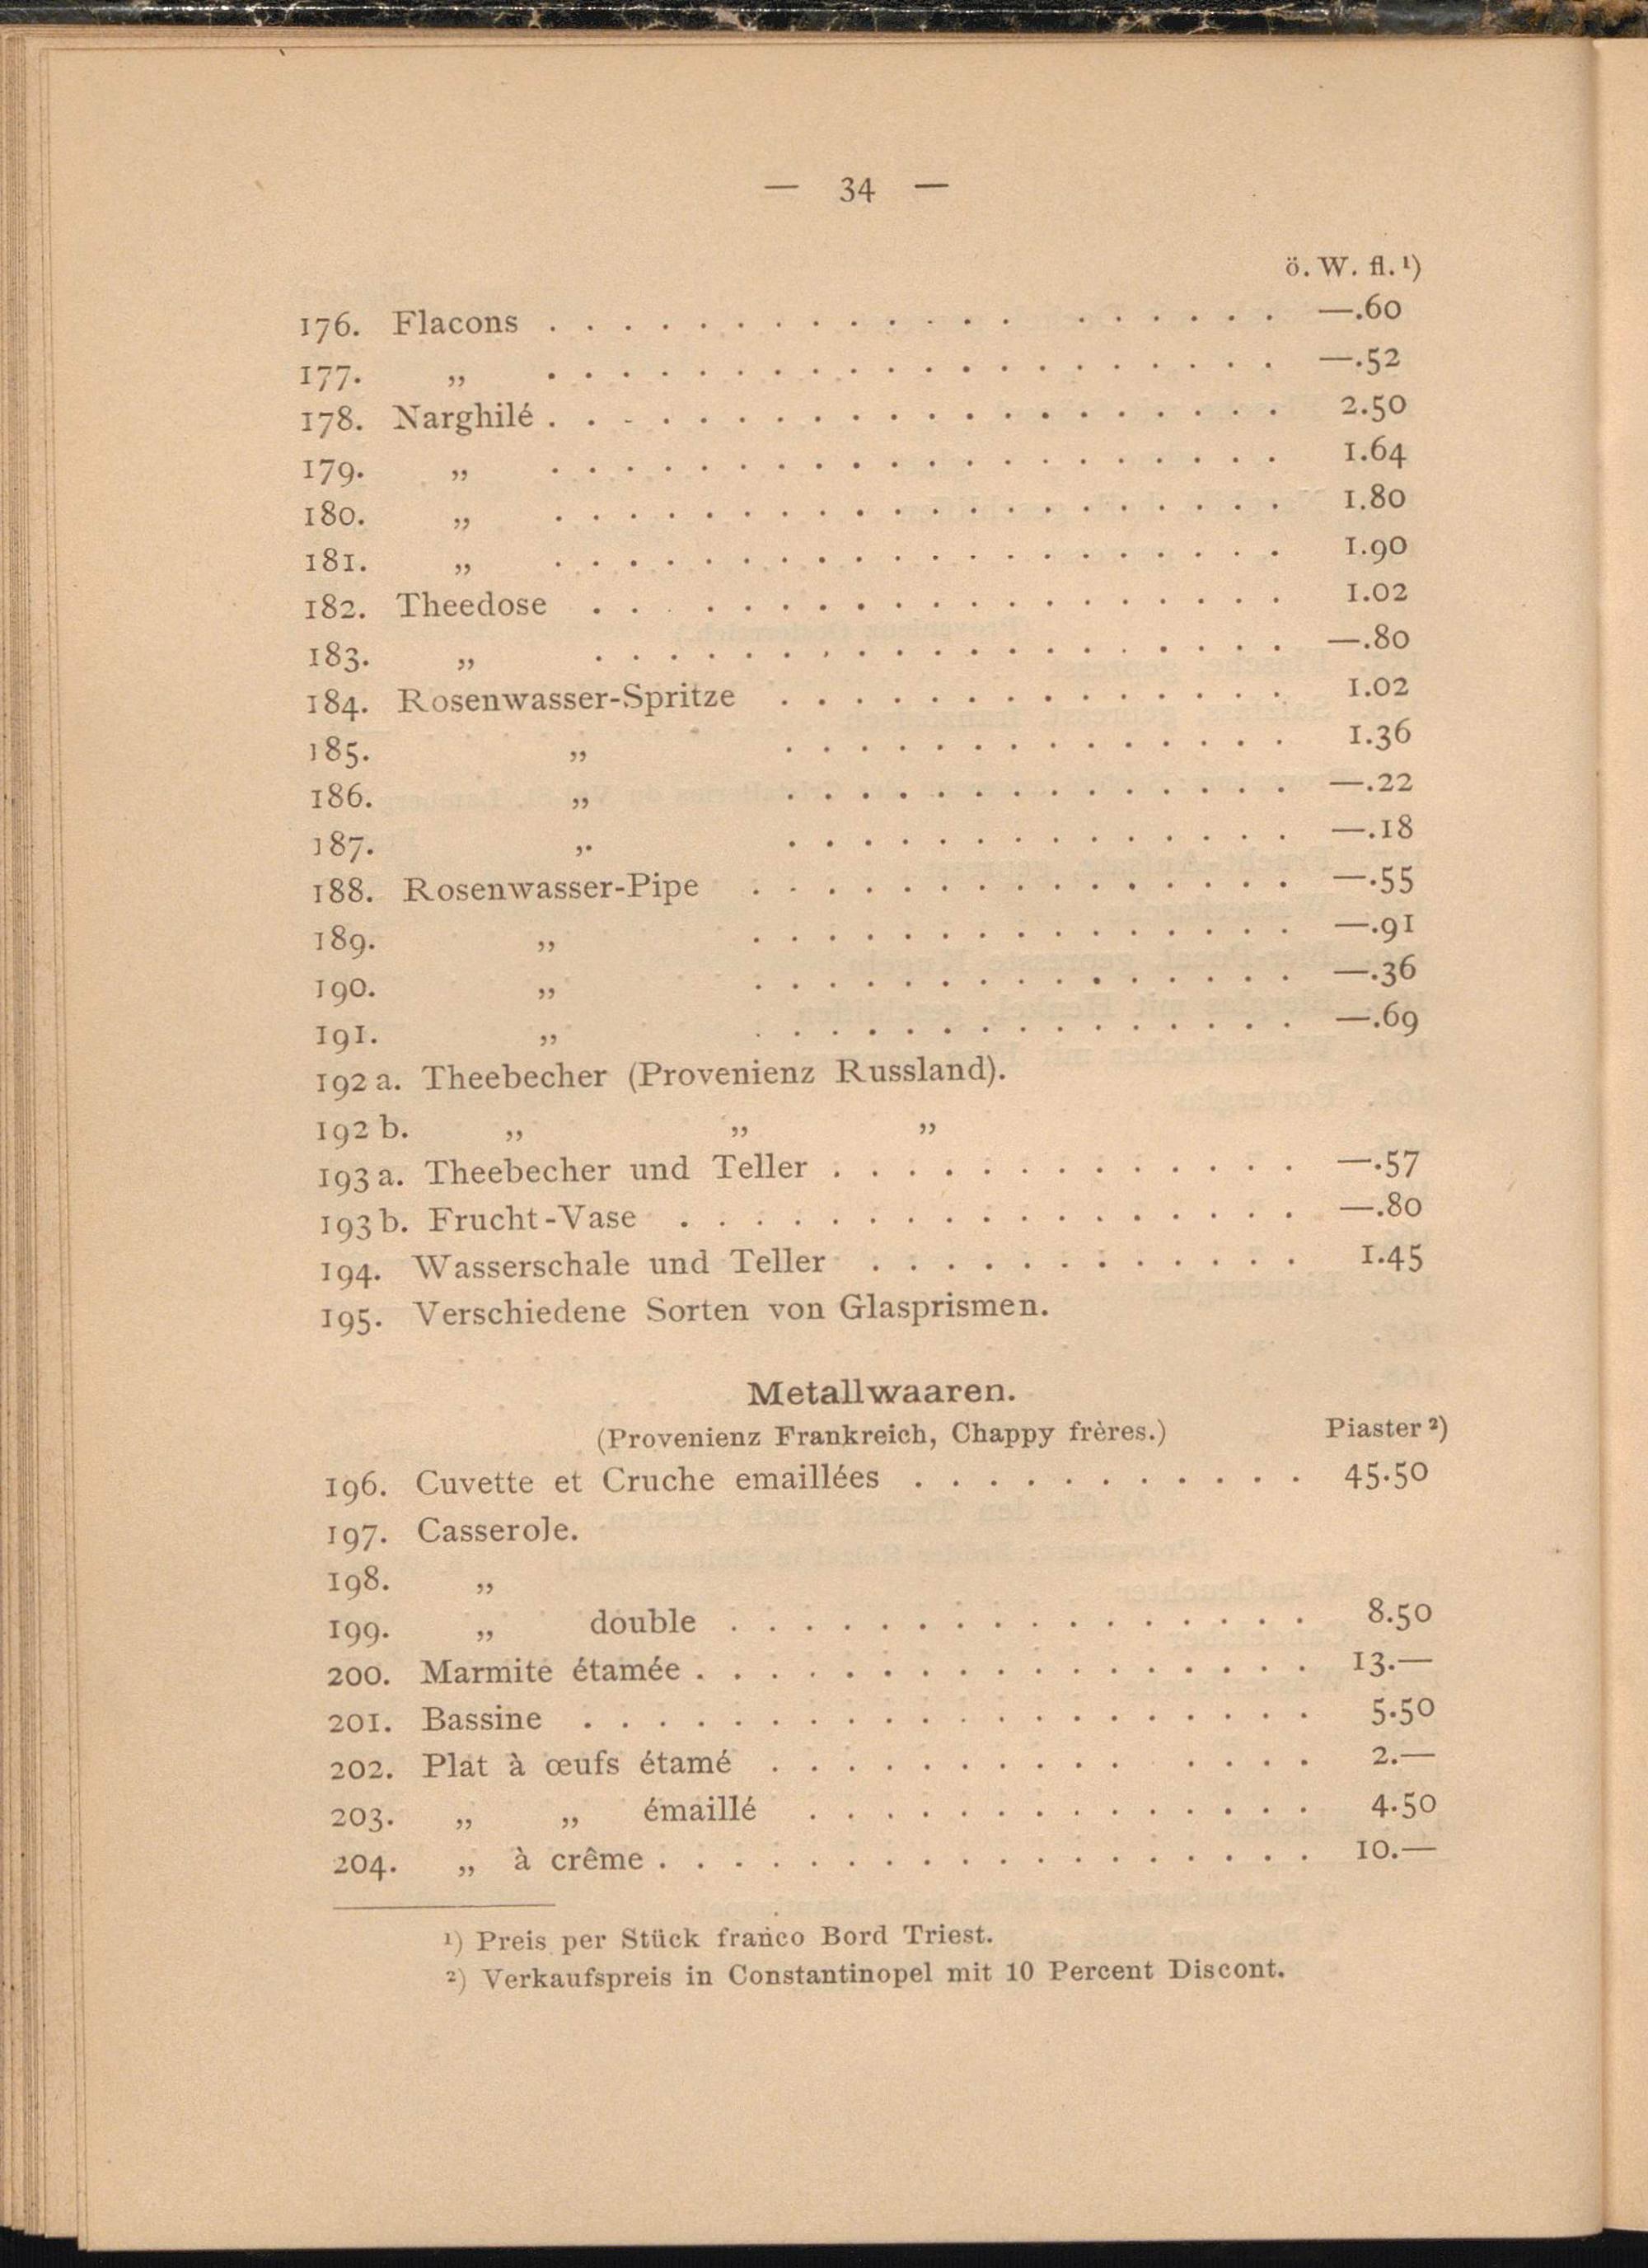 — 34 —
ö. W. fl. ¹)
176. Flacons . . . . . . . . . . . . . . . . . . . —.60
177. „ . . . . . . . . . . . . . . . . . . . . —.52
178. Narghilé . . . . . . . . . . . . . . . . . . . . 2.50
179. „ . . . . . . . . . . . . . . . . . . . . 1.64
180. „ . . . . . . . . . . . . . . . . . . . . 1.80
181. „ . . . . . . . . . . . . . . . . . . . . 1.90
182. Theedose . . . . . . . . . . . . . . . . . . . 1.02
183. „ . . . . . . . . . . . . . . . . . . . —.80
184. Rosenwasser-Spritze . . . . . . . . . . . . . . 1.02
185. „ . . . . . . . . . . . . . . 1.36
186. „ . . . . . . . . . . . . . . —.22
187. „ . . . . . . . . . . . . . . —.18
188. Rosenwasser-Pipe . . . . . . . . . . . . . . . —.55
189. „ . . . . . . . . . . . . . . . —.91
190. „ . . . . . . . . . . . . . . . —.36
191. „ . . . . . . . . . . . . . . . —.69
192 a. Theebecher (Provenienz Russland).
192 b. „ „ „
193 a. Theebecher und Teller . . . . . . . . . . . . . —.57
193 b. Frucht-Vase . . . . . . . . . . . . . . . . . —.80
194. Wasserschale und Teller . . . . . . . . . . . . 1.45
195. Verschiedene Sorten von Glasprismen.
Metallwaaren.
(Provenienz Frankreich, Chappy frères.) Piaster ²)
196. Cuvette et Cruche emaillées . . . . . . . . . . . 45.50
197. Casserole.
198. „
199. „ double . . . . . . . . . . . . . . . . 8.50
200. Marmite étamée . . . . . . . . . . . . . . . . . 13.—
201. Bassine . . . . . . . . . . . . . . . . . . . . 5.50
202. Plat à œufs étamé . . . . . . . . . . . . . . 2.—
203. „ „ émaillé . . . . . . . . . . . . . . 4.50
204. „ à crême . . . . . . . . . . . . . . . . . . 10.—
¹) Preis per Stück franco Bord Triest.
²) Verkaufspreis in Constantinopel mit 10 Percent Discont.